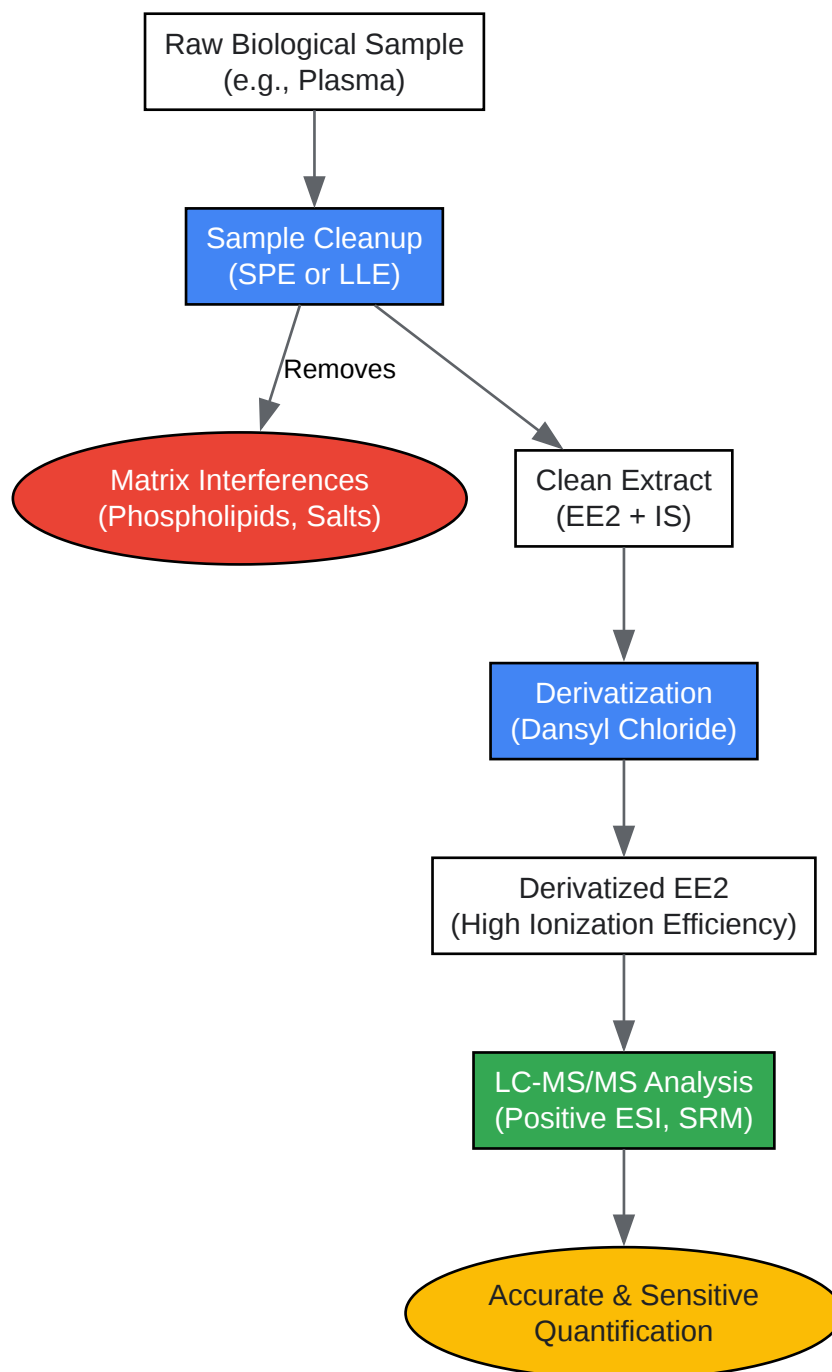 Raw Biological Sample
(e.g., Plasma)
Sample Cleanup
(SPE or LLE)
Removes
Matrix Interferences
(Phospholipids, Salts)
Clean Extract
(EE2 + IS)
Derivatization
(Dansyl Chloride)
Derivatized EE2
(High Ionization Efficiency)
LC-MS/MS Analysis
(Positive ESI, SRM)
Accurate & Sensitive
Quantification